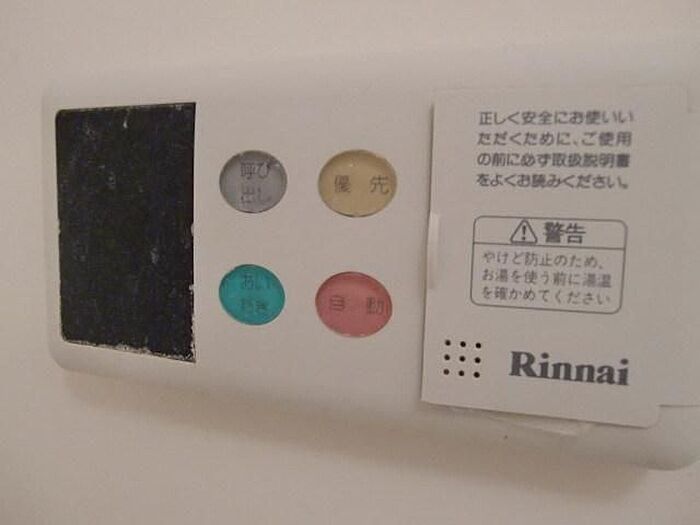 呼び
出し
優先
おい
だき
自動
正しく安全にお使いい
ただくために、ご使用
の前に必ず取扱説明書
をよくお読みください。
警告
やけど防止のため、
お湯を使う前に湯温
を確かめてください
Rinnai